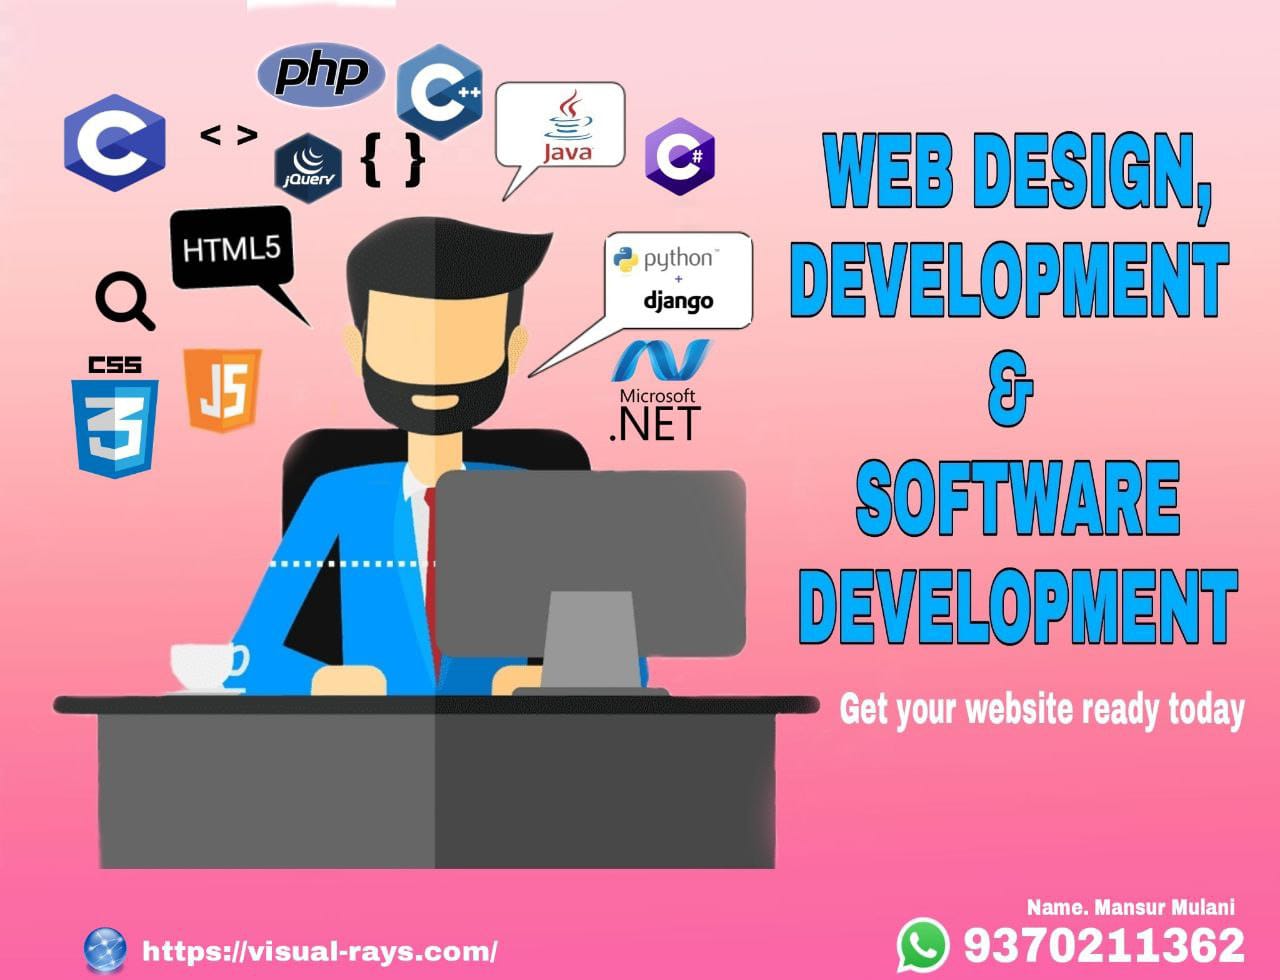 php
C++
C
< >
jQuery
{ }
Java
C#
HTML5
python™
+
django
CSS
3
JS
Microsoft
.NET
WEB DESIGN,
DEVELOPMENT
&
SOFTWARE
DEVELOPMENT
Get your website ready today
Name. Mansur Mulani
9370211362
https://visual-rays.com/